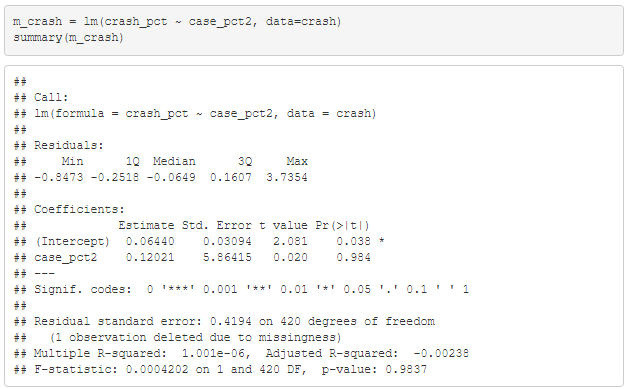 m_crash = lm(crash_pct ~ case_pct2, data=crash)
summary(m_crash)
##
## Call:
## lm(formula = crash_pct ~ case_pct2, data = crash)
##
## Residuals:
##     Min      1Q  Median      3Q     Max
## -0.8473 -0.2518 -0.0649  0.1607  3.7354
##
## Coefficients:
##             Estimate Std. Error t value Pr(>|t|)
## (Intercept)  0.06440    0.03094   2.081    0.038 *
## case_pct2    0.12021    5.86415   0.020    0.984
## ---
## Signif. codes:  0 '***' 0.001 '**' 0.01 '*' 0.05 '.' 0.1 ' ' 1
##
## Residual standard error: 0.4194 on 420 degrees of freedom
##   (1 observation deleted due to missingness)
## Multiple R-squared:  1.001e-06,  Adjusted R-squared:  -0.00238
## F-statistic: 0.0004202 on 1 and 420 DF,  p-value: 0.9837